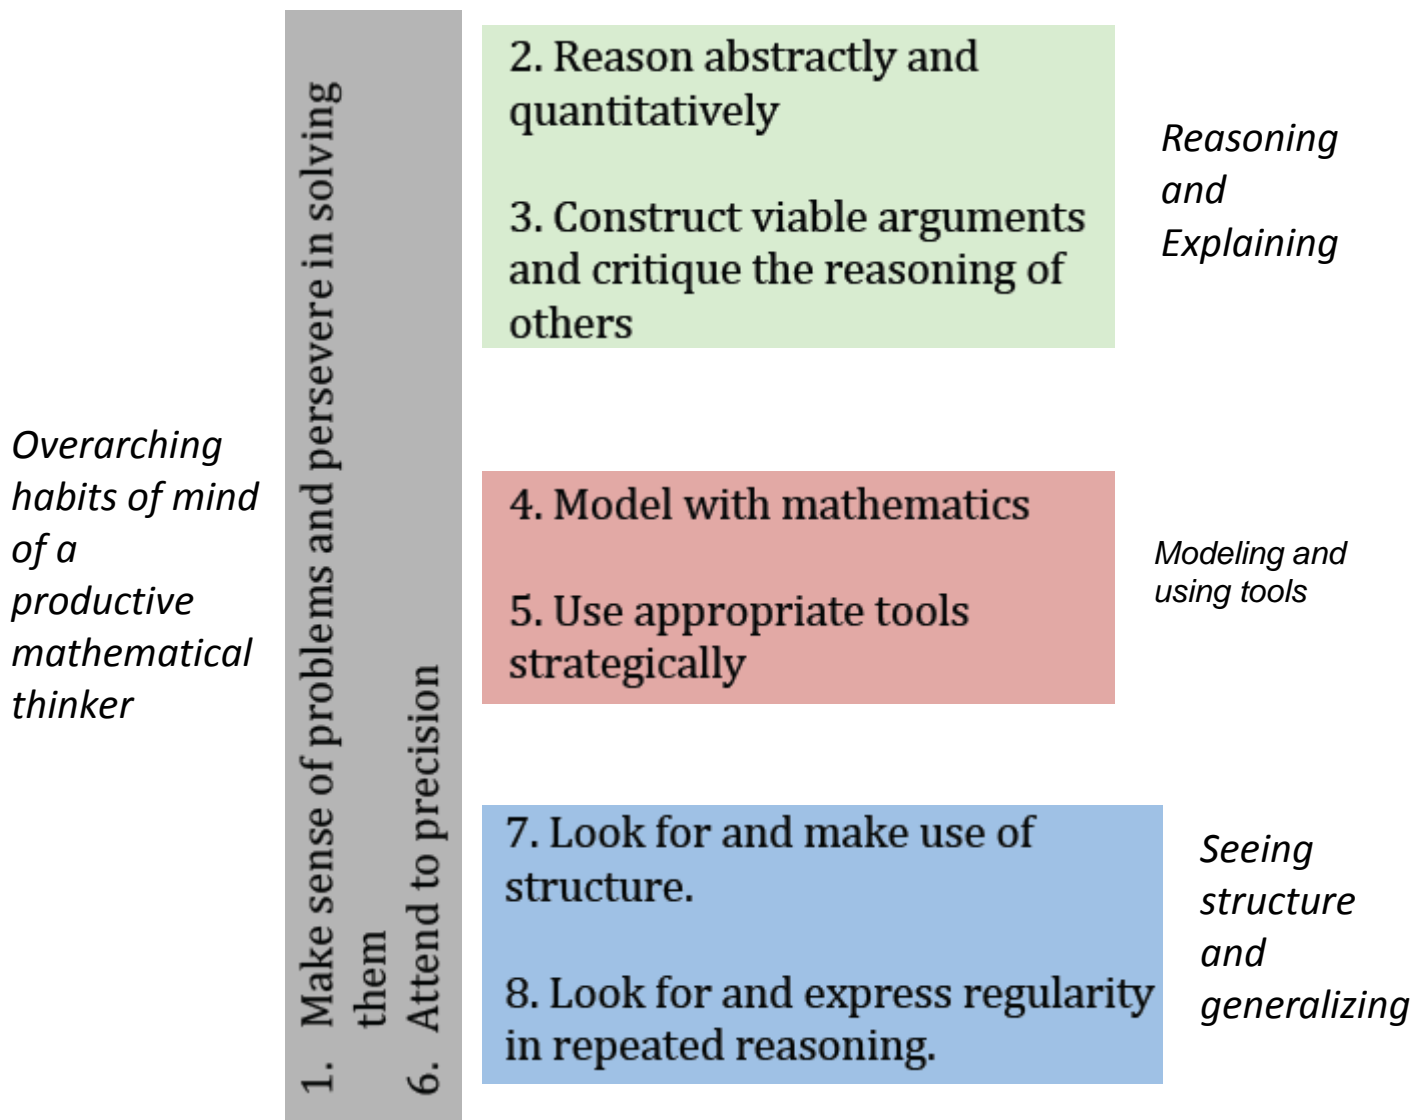 Overarching
habits of mind
of a
productive
mathematical
thinker
1. Make sense of problems and persevere in solving
them
6. Attend to precision
2. Reason abstractly and
quantitatively
3. Construct viable arguments
and critique the reasoning of
others
Reasoning
and
Explaining
4. Model with mathematics
5. Use appropriate tools
strategically
Modeling and
using tools
7. Look for and make use of
structure.
8. Look for and express regularity
in repeated reasoning.
Seeing
structure
and
generalizing